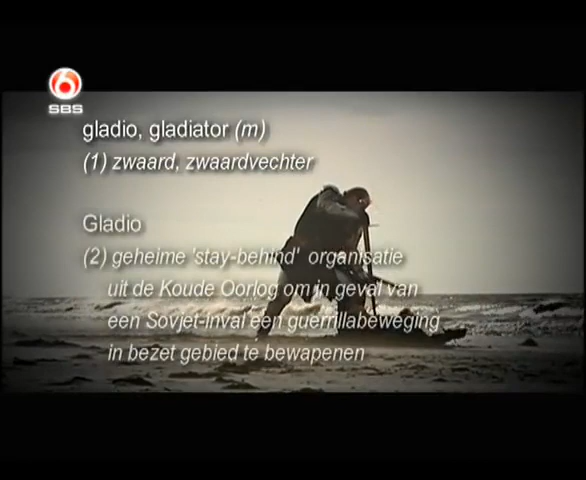 6
SBS
gladio, gladiator (m)
(1) zwaard, zwaardvechter
Gladio
(2) geheime 'stay-behind' organisatie
uit de Koude Oorlog om in geval van
een Sovjet-inval een guerrillabeweging
in bezet gebied te bewapenen